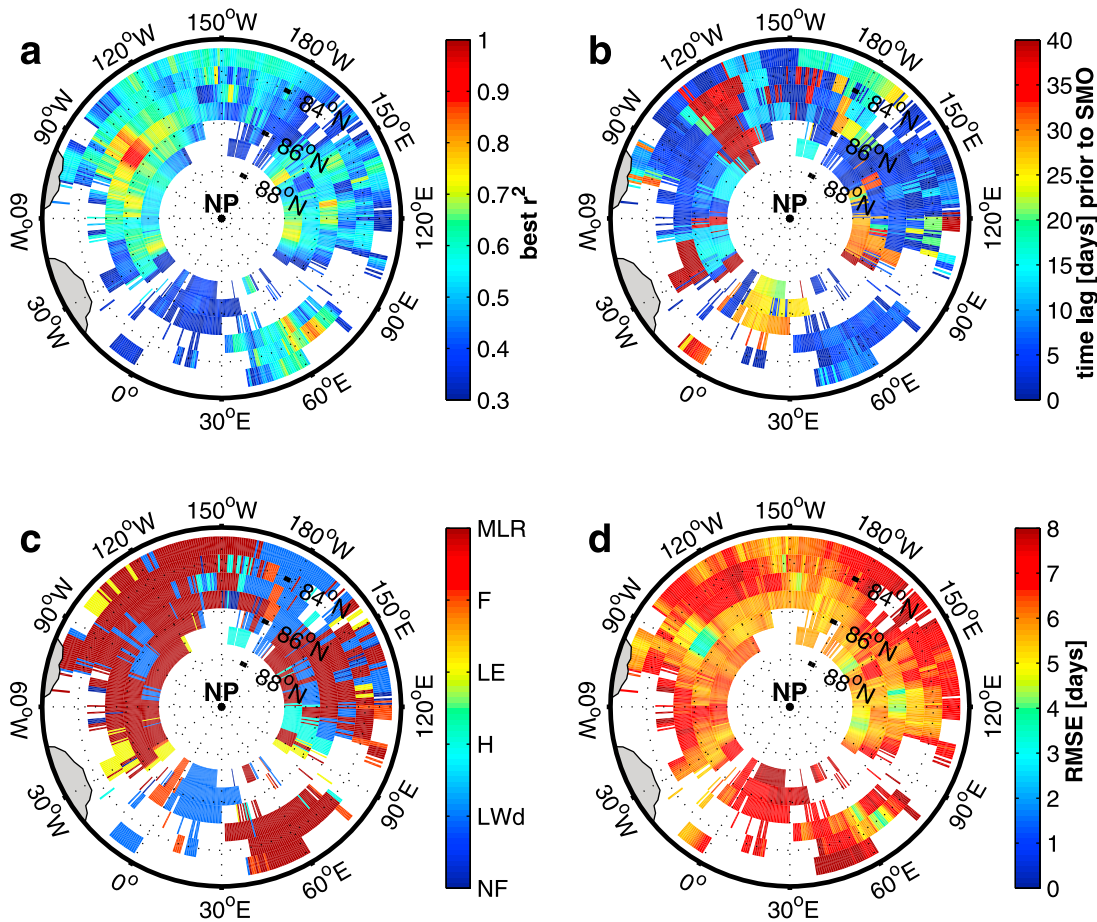 a
150°W
180°W
150°E
120°E
90°E
60°E
30°E
0°
30°W
60°W
90°W
120°W
84°N
86°N
88°N
NP
1
0.9
0.8
0.7
0.6
0.5
0.4
0.3
best r²
b
150°W
180°W
150°E
120°E
90°E
60°E
30°E
0°
30°W
60°W
90°W
120°W
84°N
86°N
88°N
NP
40
35
30
25
20
15
10
5
0
time lag [days] prior to SMO
c
150°W
180°W
150°E
120°E
90°E
60°E
30°E
0°
30°W
60°W
90°W
120°W
84°N
86°N
88°N
NP
MLR
F
LE
H
LWd
NF
d
150°W
180°W
150°E
120°E
90°E
60°E
30°E
0°
30°W
60°W
90°W
120°W
84°N
86°N
88°N
NP
8
7
6
5
4
3
2
1
0
RMSE [days]